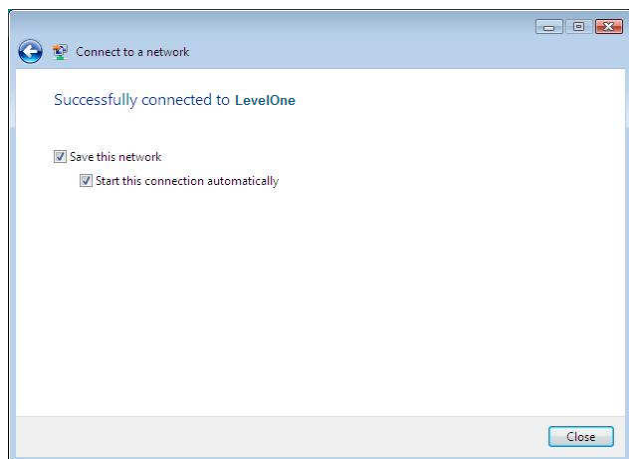 Connect to a network
Successfully connected to LevelOne
Save this network
Start this connection automatically
Close